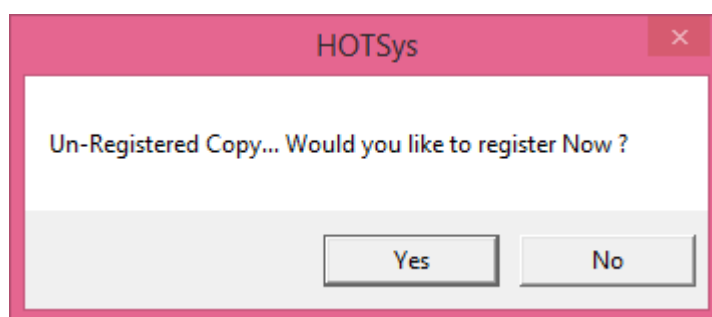 HOTSys
Un-Registered Copy... Would you like to register Now ?
Yes
No